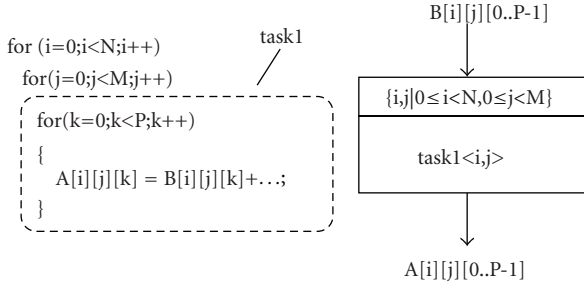 task1
for (i=0;i<N;i++)
for(j=0;j<M;j++)
for(k=0;k<P;k++)
{
A[i][j][k] = B[i][j][k]+...;
}
B[i][j][0..P-1]
{i,j|0≤i<N,0≤j<M}
task1<i,j>
A[i][j][0..P-1]